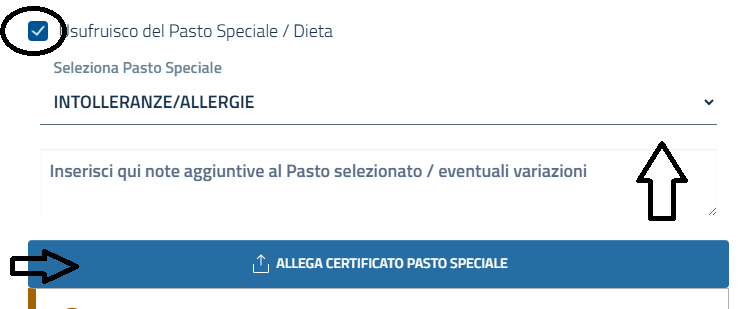 Usufruisco del Pasto Speciale / Dieta
Seleziona Pasto Speciale
INTOLLERANZE/ALLERGIE
Inserisci qui note aggiuntive al Pasto selezionato / eventuali variazioni
ALLEGA CERTIFICATO PASTO SPECIALE